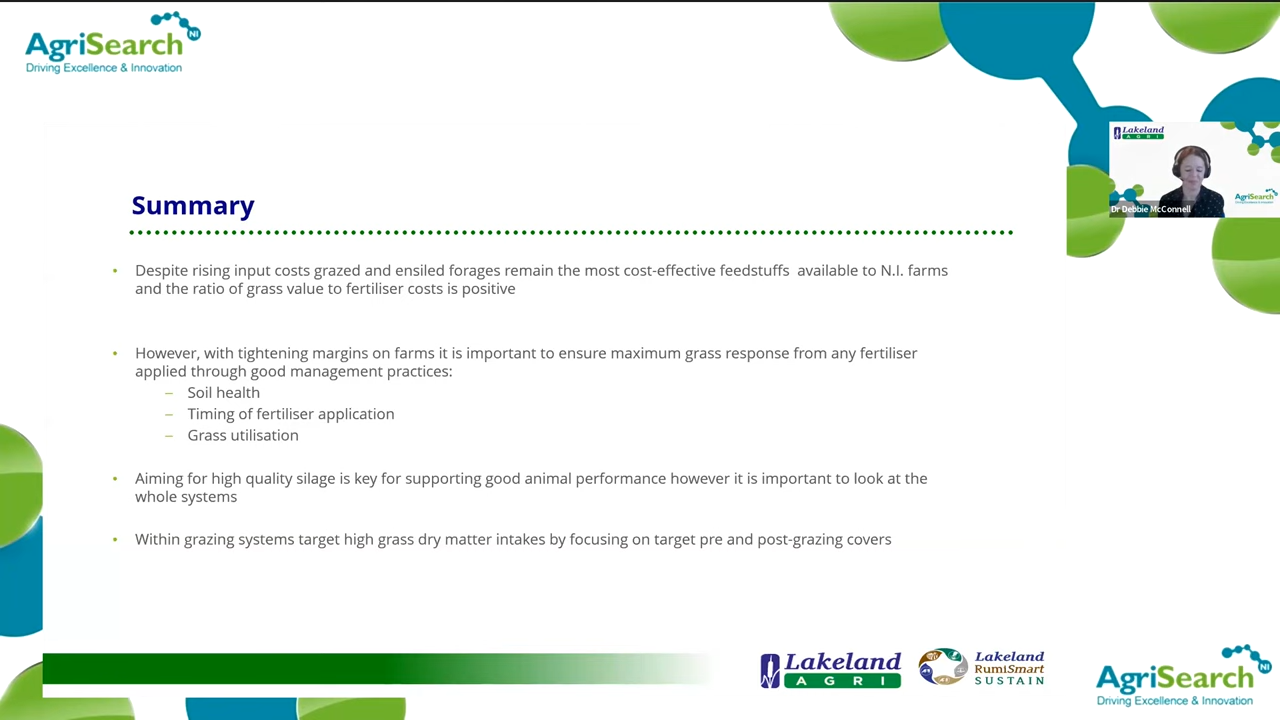 AgriSearch NI
Driving Excellence & Innovation
Lakeland
AGRI
AgriSearch
Dr Debbie McConnell
Summary
• Despite rising input costs grazed and ensiled forages remain the most cost-effective feedstuffs available to N.I. farms
and the ratio of grass value to fertiliser costs is positive
• However, with tightening margins on farms it is important to ensure maximum grass response from any fertiliser
applied through good management practices:
– Soil health
– Timing of fertiliser application
– Grass utilisation
• Aiming for high quality silage is key for supporting good animal performance however it is important to look at the
whole systems
• Within grazing systems target high grass dry matter intakes by focusing on target pre and post-grazing covers
Lakeland
AGRI
Lakeland
RumiSmart
SUSTAIN
AgriSearch NI
Driving Excellence & Innovation